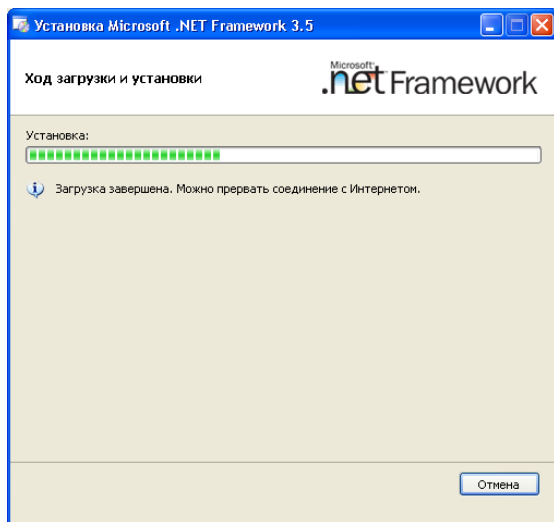 Установка Microsoft .NET Framework 3.5
Ход загрузки и установки
Microsoft
.net Framework
Установка:
Загрузка завершена. Можно прервать соединение с Интернетом.
Отмена